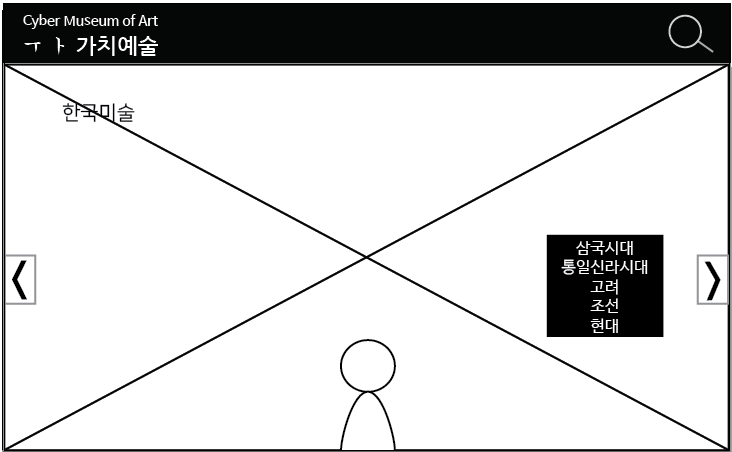 Cyber Museum of Art
ㅜㅏ 가치예술
한국미술
삼국시대
통일신라시대
고려
조선
현대